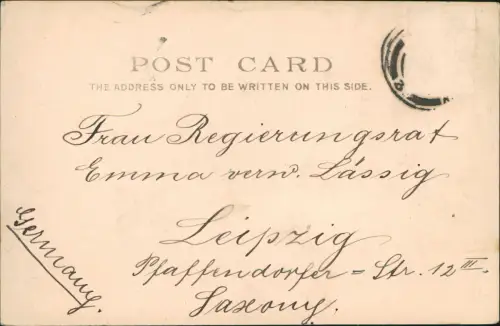 POST CARD
THE ADDRESS ONLY TO BE WRITTEN ON THIS SIDE.
Frau Regierungsrat
Emma verw. Lässig
Leipzig
Pfaffendorfer = Str. 12 III.
Saxony.
Germany.